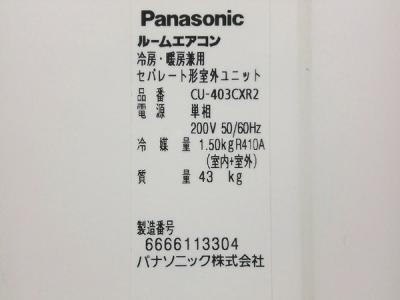 Panasonic
ルームエアコン
冷房・暖房兼用
セパレート形室外ユニット
品番 CU-403CXR2
電源 単相
200V 50/60Hz
冷媒量 1.50kg R410A
(室内+室外)
質量 43 kg
製造番号
6666113304
パナソニック株式会社